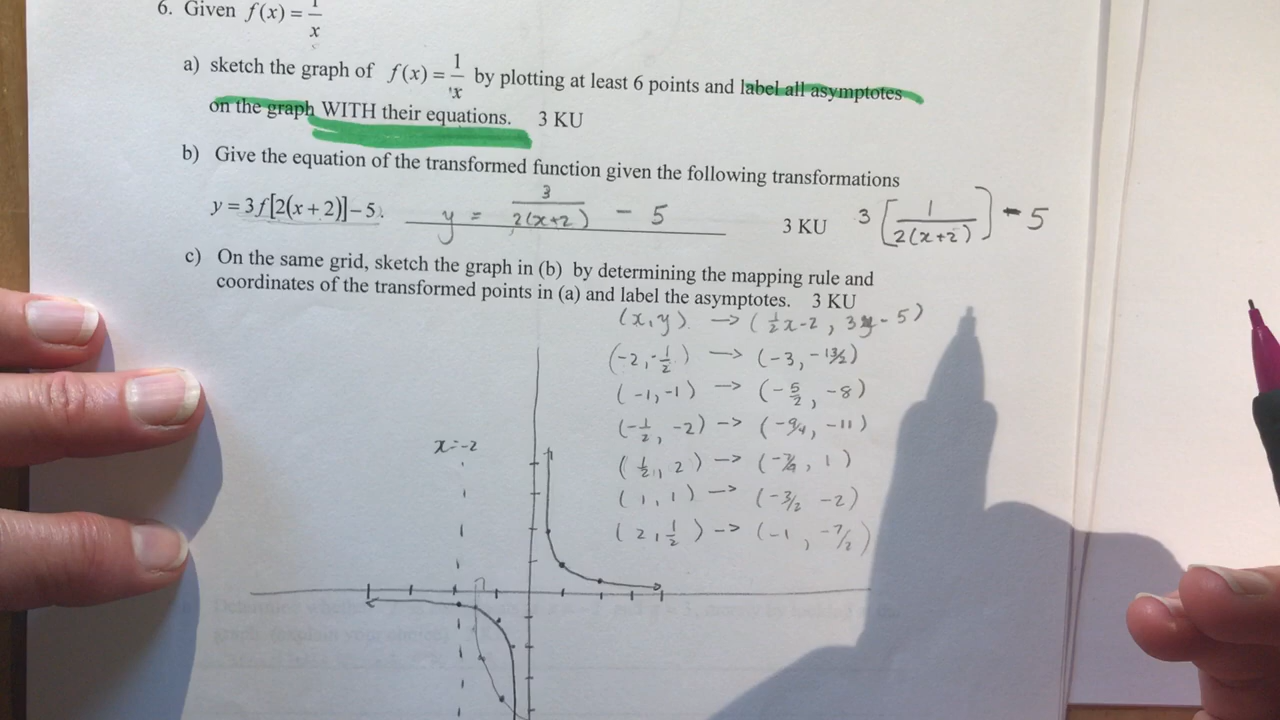 6. Given f(x) = 1/x
a) sketch the graph of f(x) = 1/x by plotting at least 6 points and label all asymptotes
on the graph WITH their equations. 3 KU
b) Give the equation of the transformed function given the following transformations
y = 3f[2(x+2)]−5. y = 3/(2(x+2)) − 5 3 KU 3[1/(2(x+2))] − 5
c) On the same grid, sketch the graph in (b) by determining the mapping rule and
coordinates of the transformed points in (a) and label the asymptotes. 3 KU
(x,y) → (½x−2, 3y−5)
(−2,−½) → (−3,−13/2)
(−1,−1) → (−5/2, −8)
(−½, −2) → (−9/4, −11)
x=−2
(½, 2) → (−7/4, 1)
(1, 1) → (−3/2 −2)
(2, ½) → (−1, −7/2)